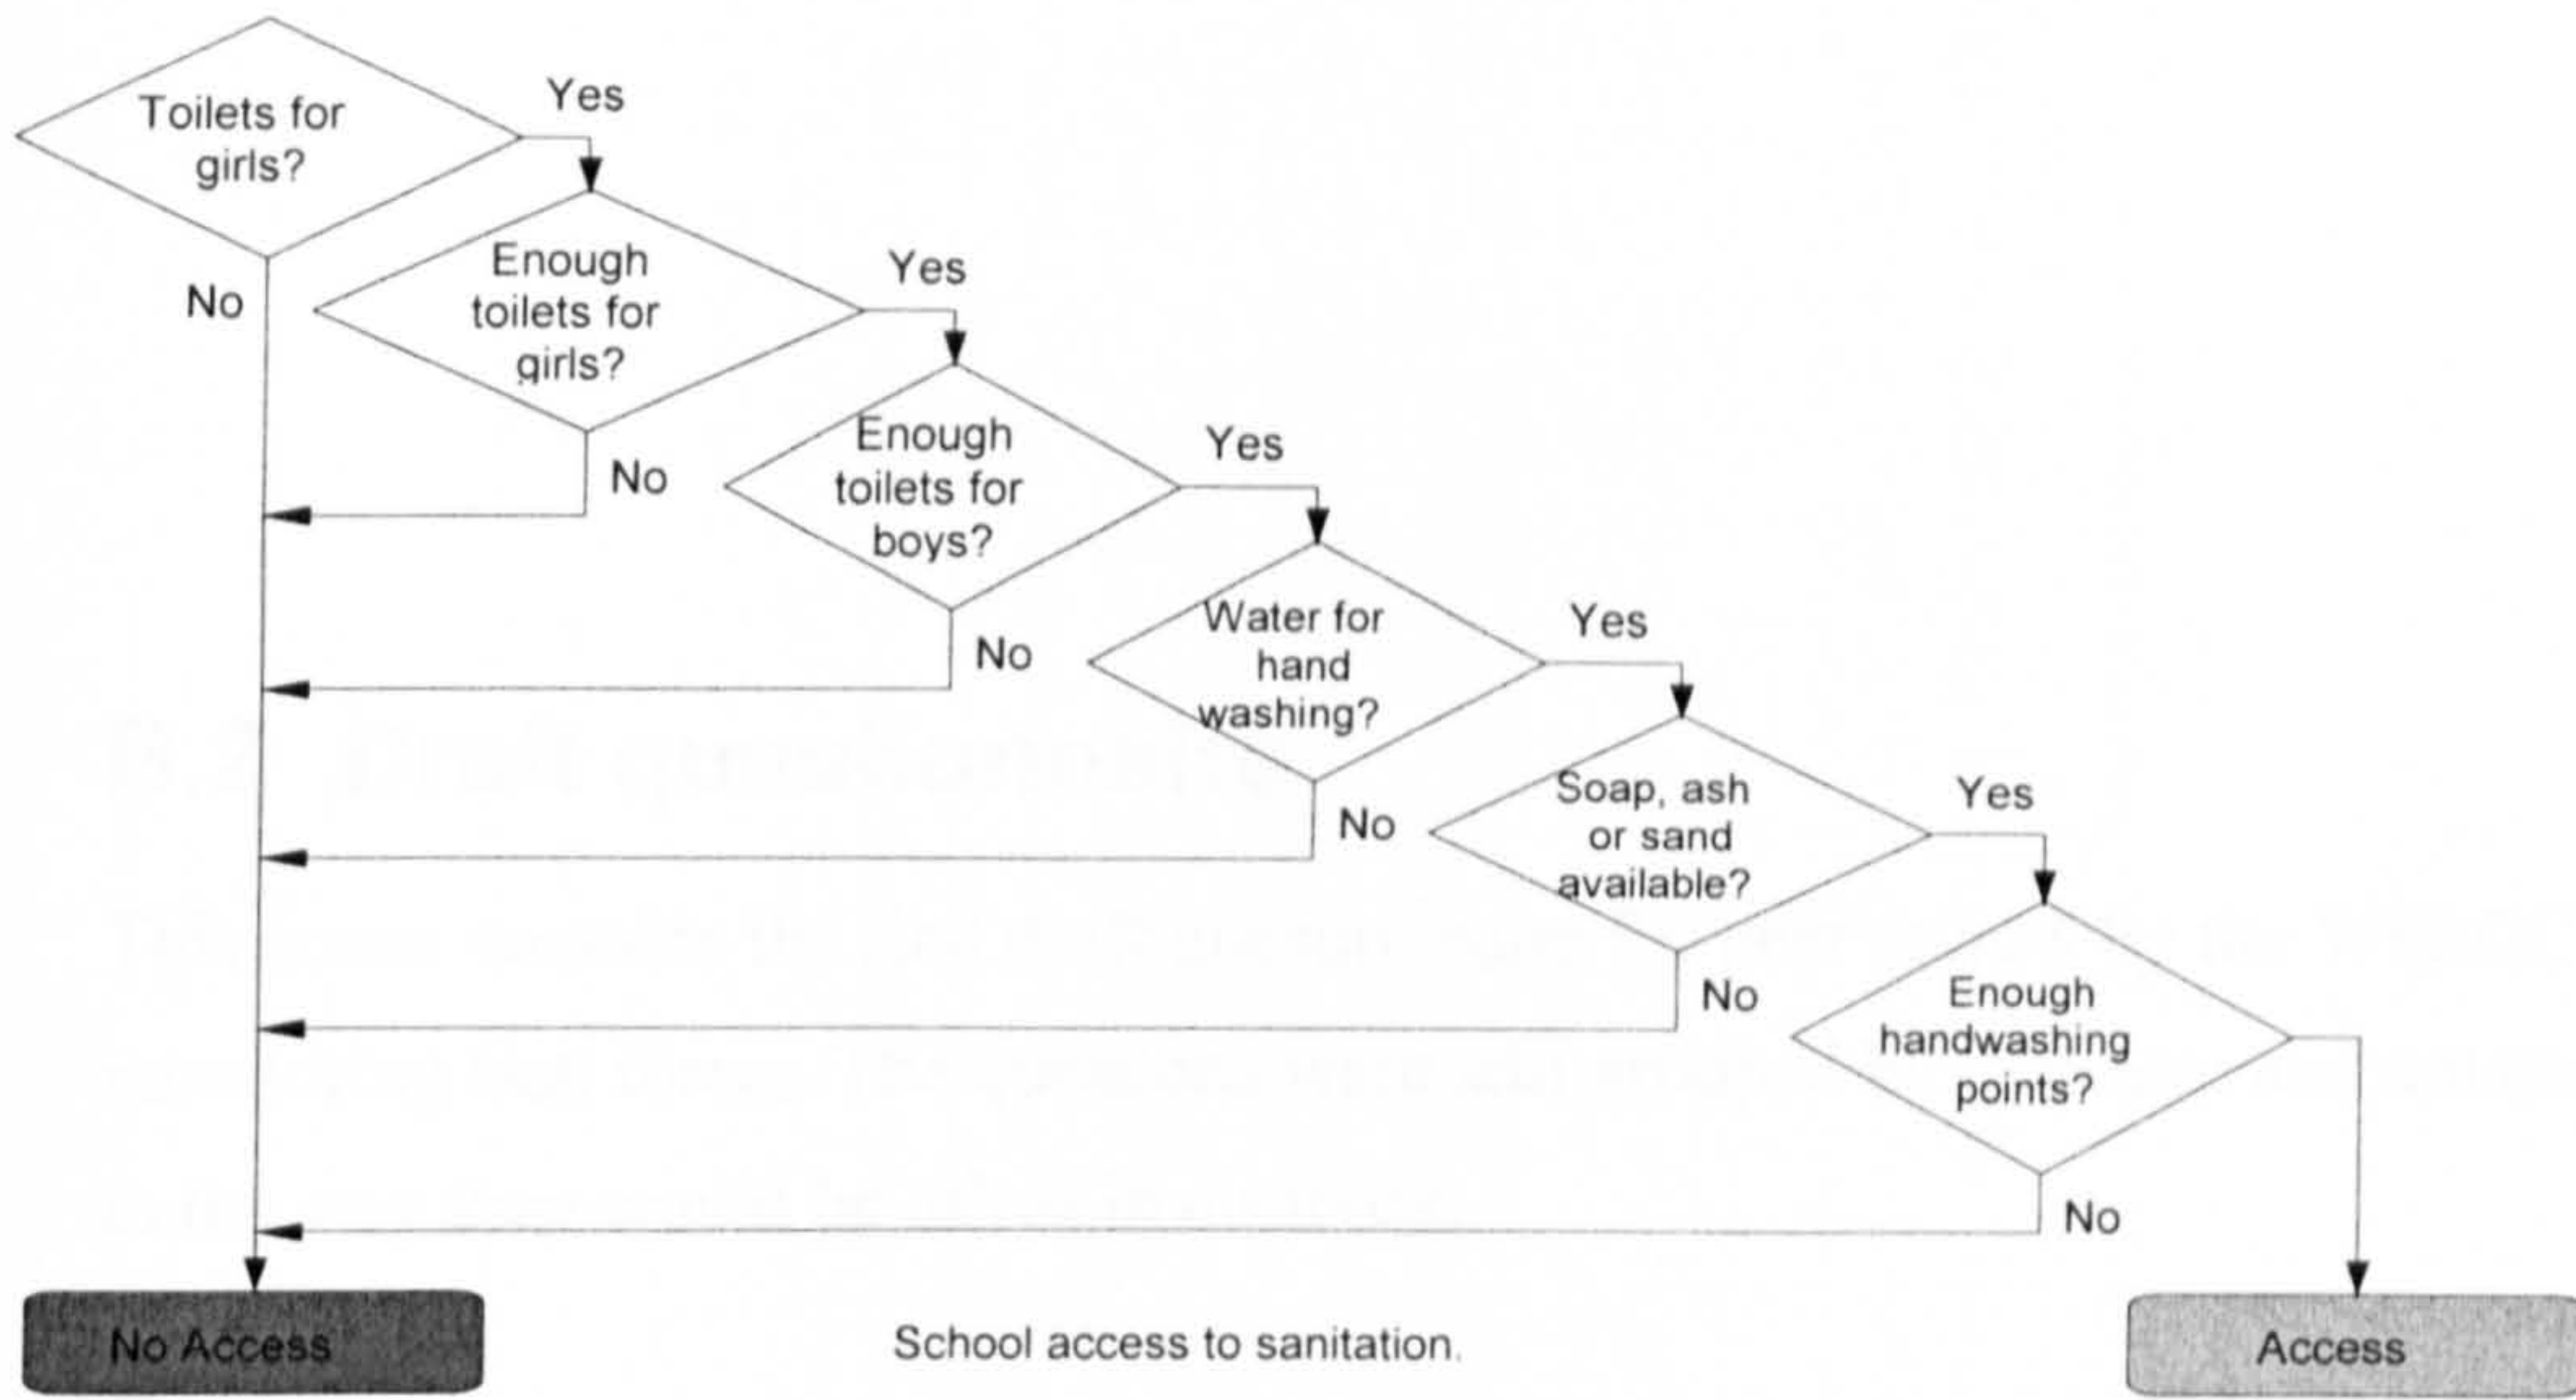 Toilets for
girls?
Yes
No
Enough
toilets for
girls?
Yes
No
Enough
toilets for
boys?
Yes
No
Water for
hand
washing?
Yes
No
Soap, ash
or sand
available?
Yes
No
Enough
handwashing
points?
No
No Access
School access to sanitation.
Access